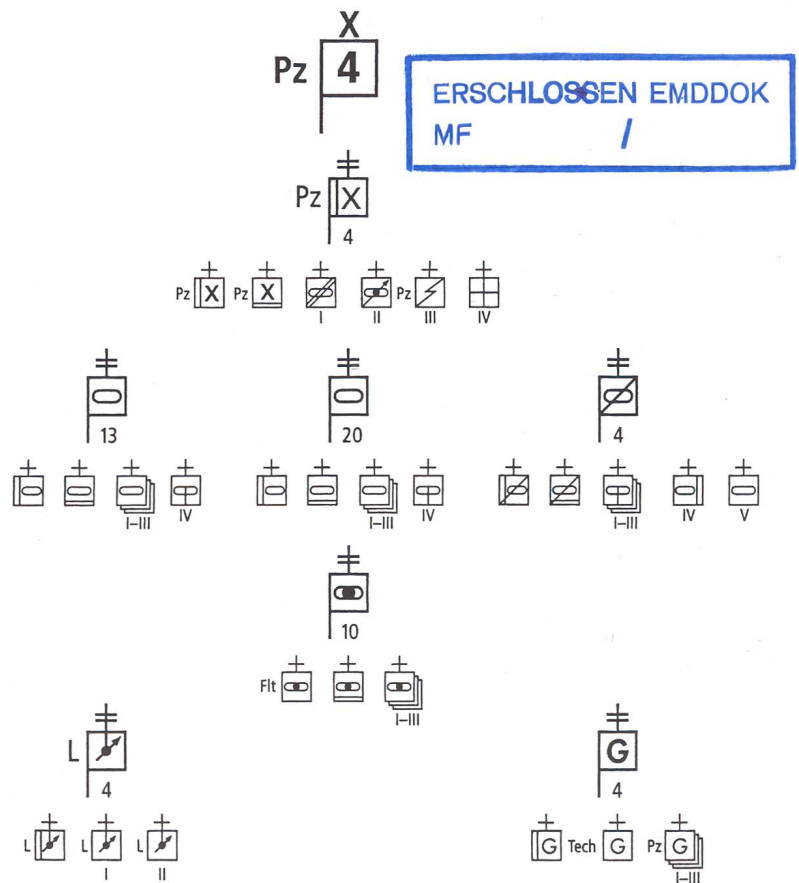 X
Pz 4
ERSCHLOSSEN EMDDOK
MF /
Pz X
4
Pz X Pz X Pz
I II III IV
13 20 4
I–III IV I–III IV I–III IV V
10
Flt
I–III
L G
4 4
L L L G Tech G Pz G
I II I–III